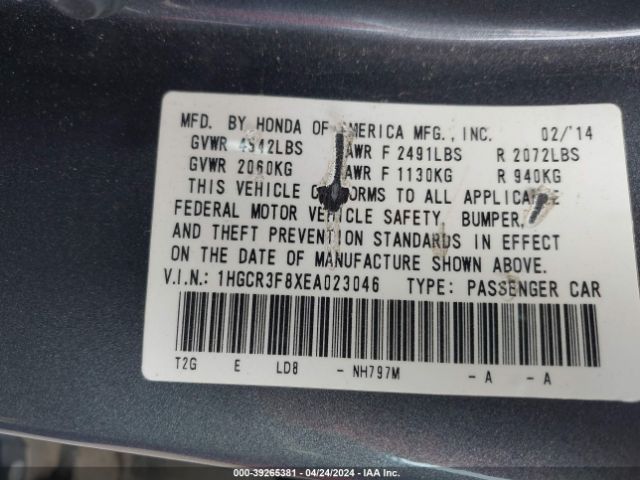 MFD. BY HONDA OF AMERICA MFG., INC. 02/'14
GVWR 4542LBS GAWR F 2491LBS R 2072LBS
GVWR 2060KG GAWR F 1130KG R 940KG
THIS VEHICLE CONFORMS TO ALL APPLICABLE
FEDERAL MOTOR VEHICLE SAFETY, BUMPER,
AND THEFT PREVENTION STANDARDS IN EFFECT
ON THE DATE OF MANUFACTURE SHOWN ABOVE.
V.I.N.: 1HGCR3F8XEA023046 TYPE: PASSENGER CAR
T2G E LD8 - NH797M - A - A
000-39265381 - 04/24/2024 - IAA Inc.